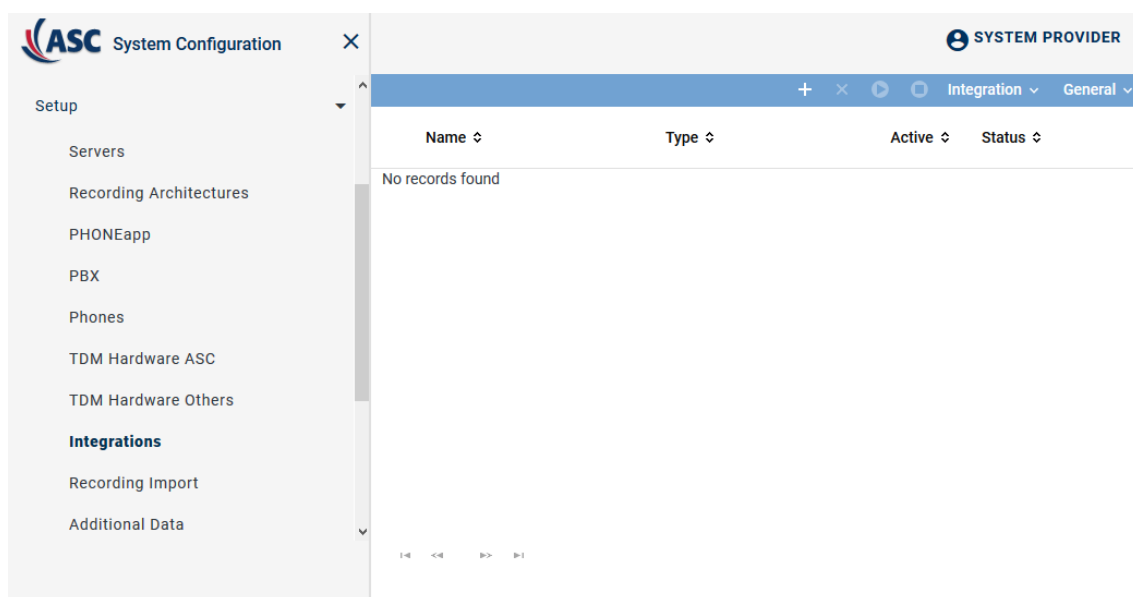 ASC System Configuration
SYSTEM PROVIDER
Integration
General
Setup
Servers
Recording Architectures
PHONEapp
PBX
Phones
TDM Hardware ASC
TDM Hardware Others
Integrations
Recording Import
Additional Data
Name
Type
Active
Status
No records found